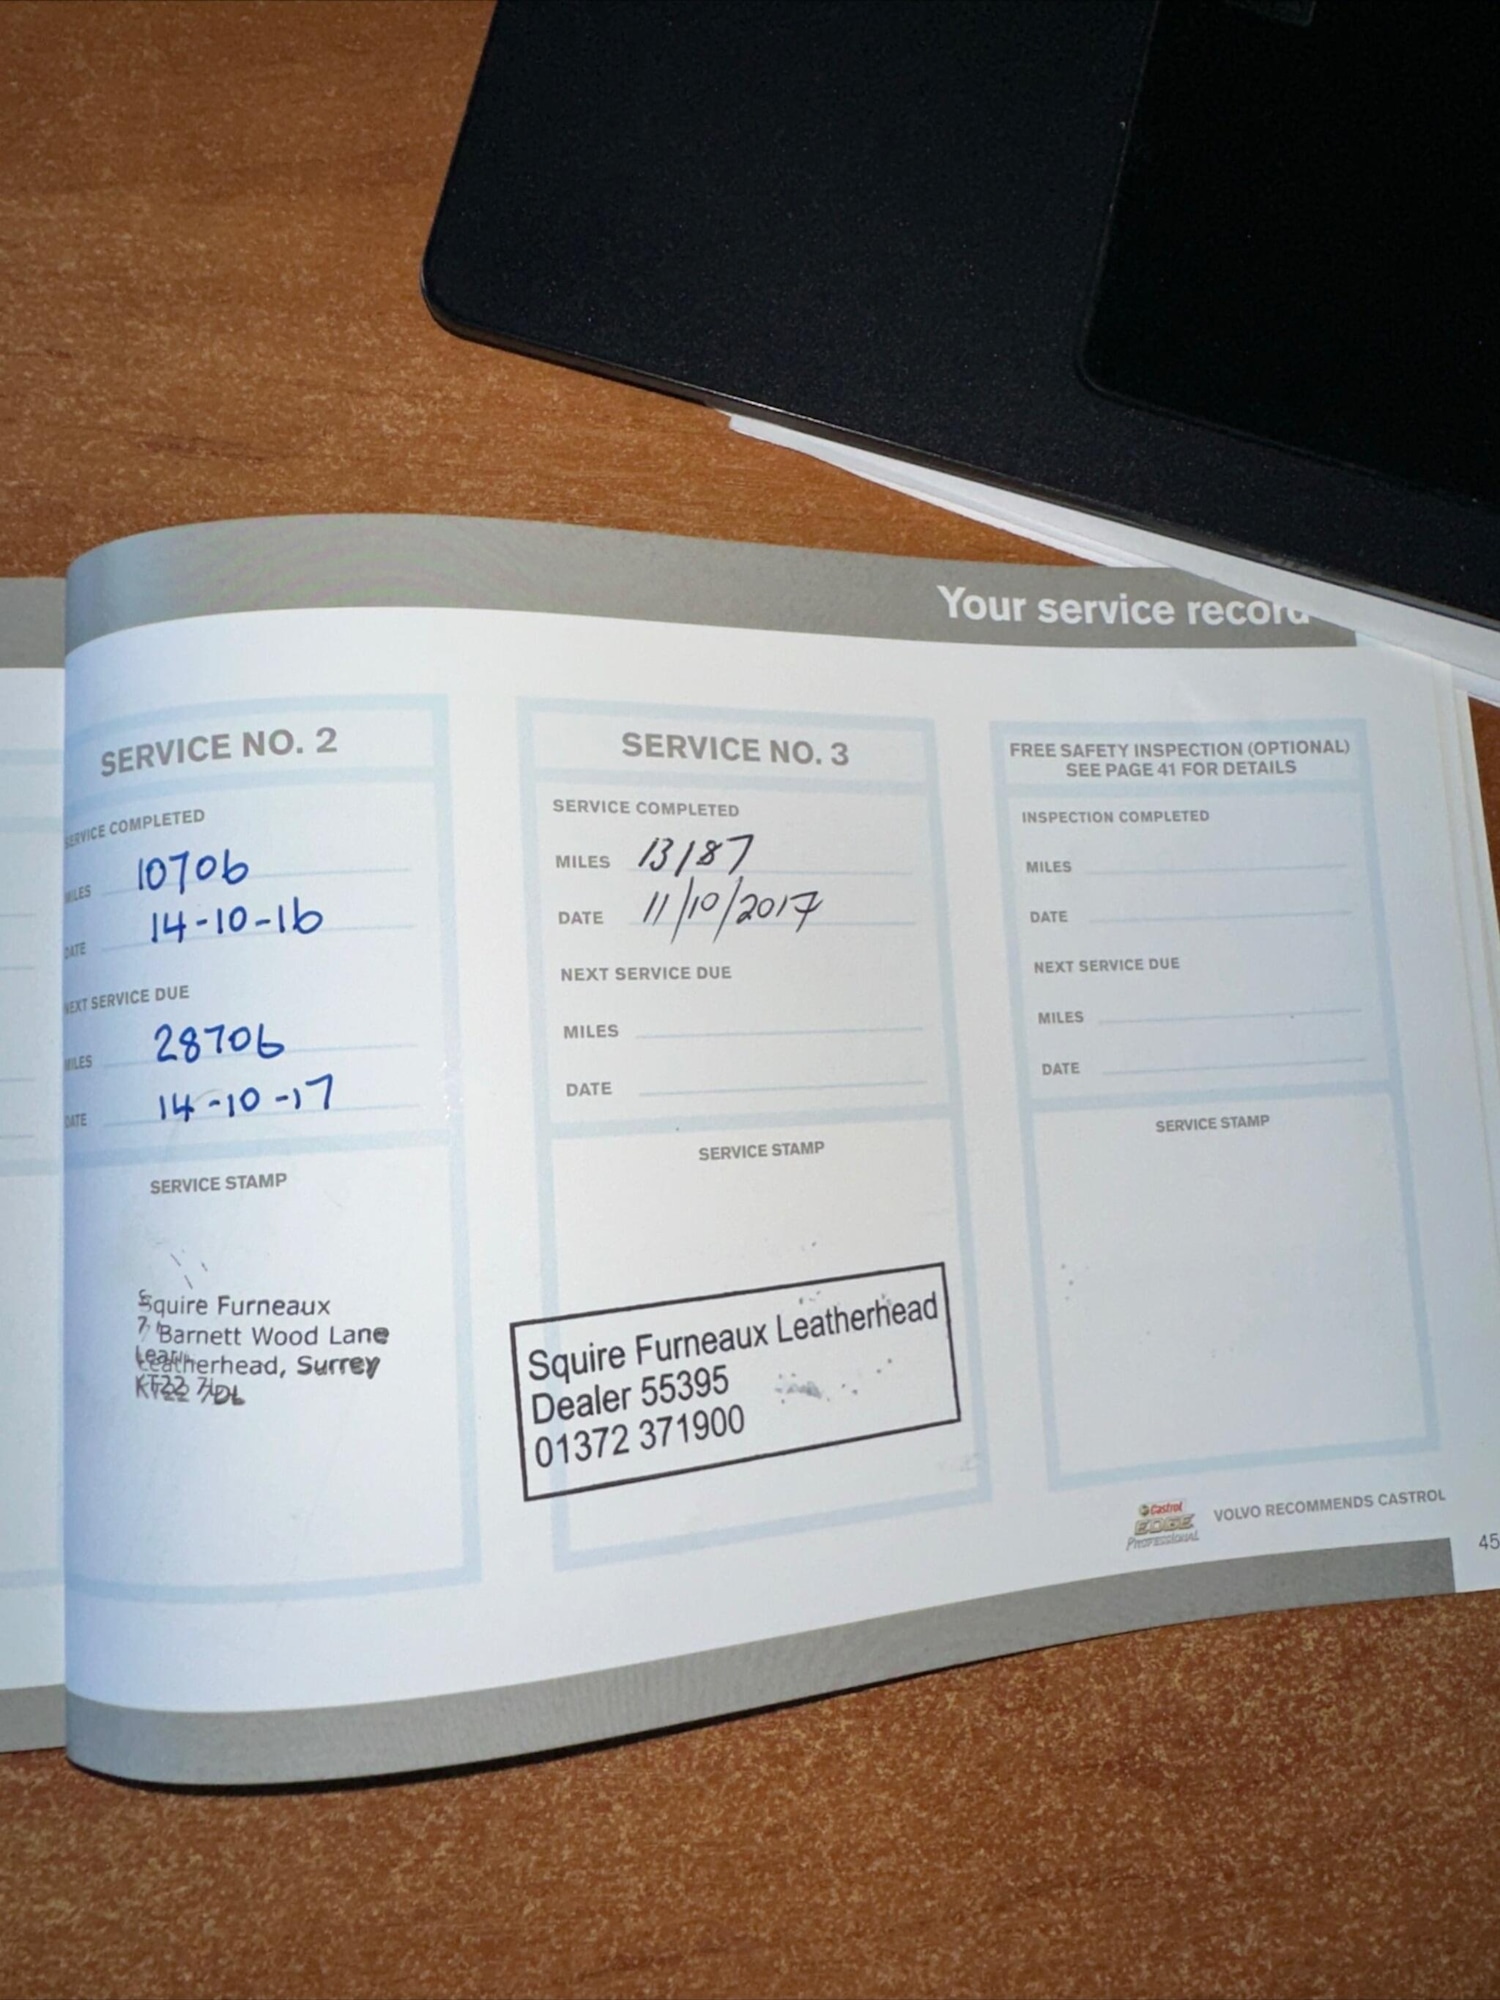 Your service record
SERVICE NO. 2
SERVICE COMPLETED
MILES 10706
DATE 14-10-16
NEXT SERVICE DUE
MILES 28706
DATE 14-10-17
SERVICE STAMP
Squire Furneaux
Barnett Wood Lane
Leatherhead, Surrey
KT22 7DL
SERVICE NO. 3
SERVICE COMPLETED
MILES 13187
DATE 11/10/2017
NEXT SERVICE DUE
MILES
DATE
SERVICE STAMP
Squire Furneaux Leatherhead
Dealer 55395
01372 371900
FREE SAFETY INSPECTION (OPTIONAL)
SEE PAGE 41 FOR DETAILS
INSPECTION COMPLETED
MILES
DATE
NEXT SERVICE DUE
MILES
DATE
SERVICE STAMP
Castrol
EDGE
PROFESSIONAL
VOLVO RECOMMENDS CASTROL
45